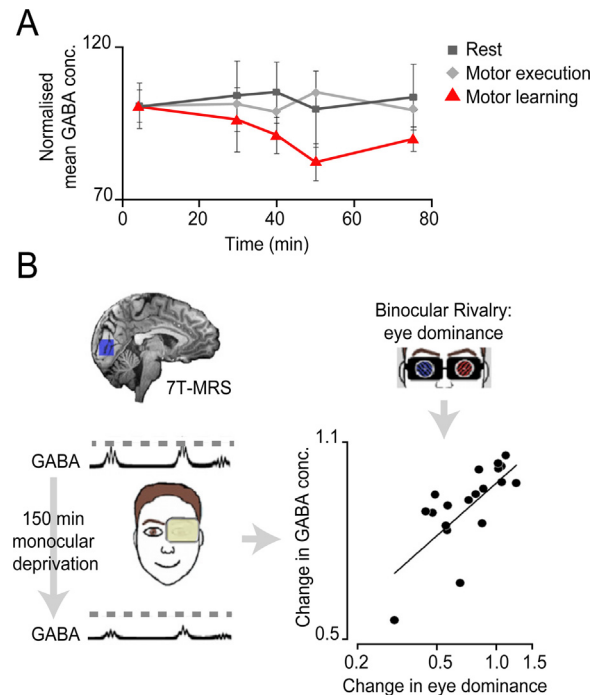 A
120
Normalised
mean GABA conc.
70
0
20
40
60
80
Time (min)
Rest
Motor execution
Motor learning
B
7T-MRS
Binocular Rivalry:
eye dominance
GABA
150 min
monocular
deprivation
GABA
1.1
Change in GABA conc.
0.5
0.2
0.5
1.0
1.5
Change in eye dominance